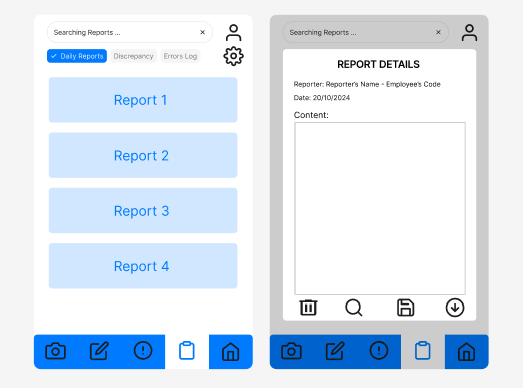 Searching Reports ... ×
✓ Daily Reports Discrepancy Errors Log
Report 1
Report 2
Report 3
Report 4
Searching Reports ... ×
REPORT DETAILS
Reporter: Reporter's Name - Employee's Code
Date: 20/10/2024
Content: